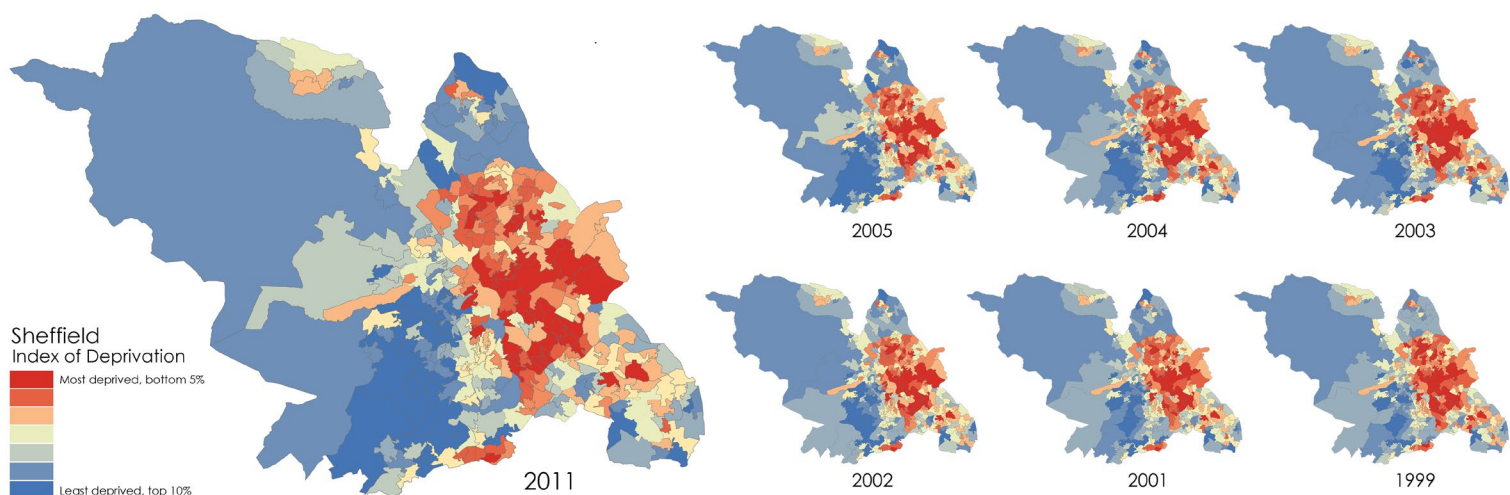 Sheffield
Index of Deprivation
Most deprived, bottom 5%
Least deprived, top 10%
2011
2005
2004
2003
2002
2001
1999